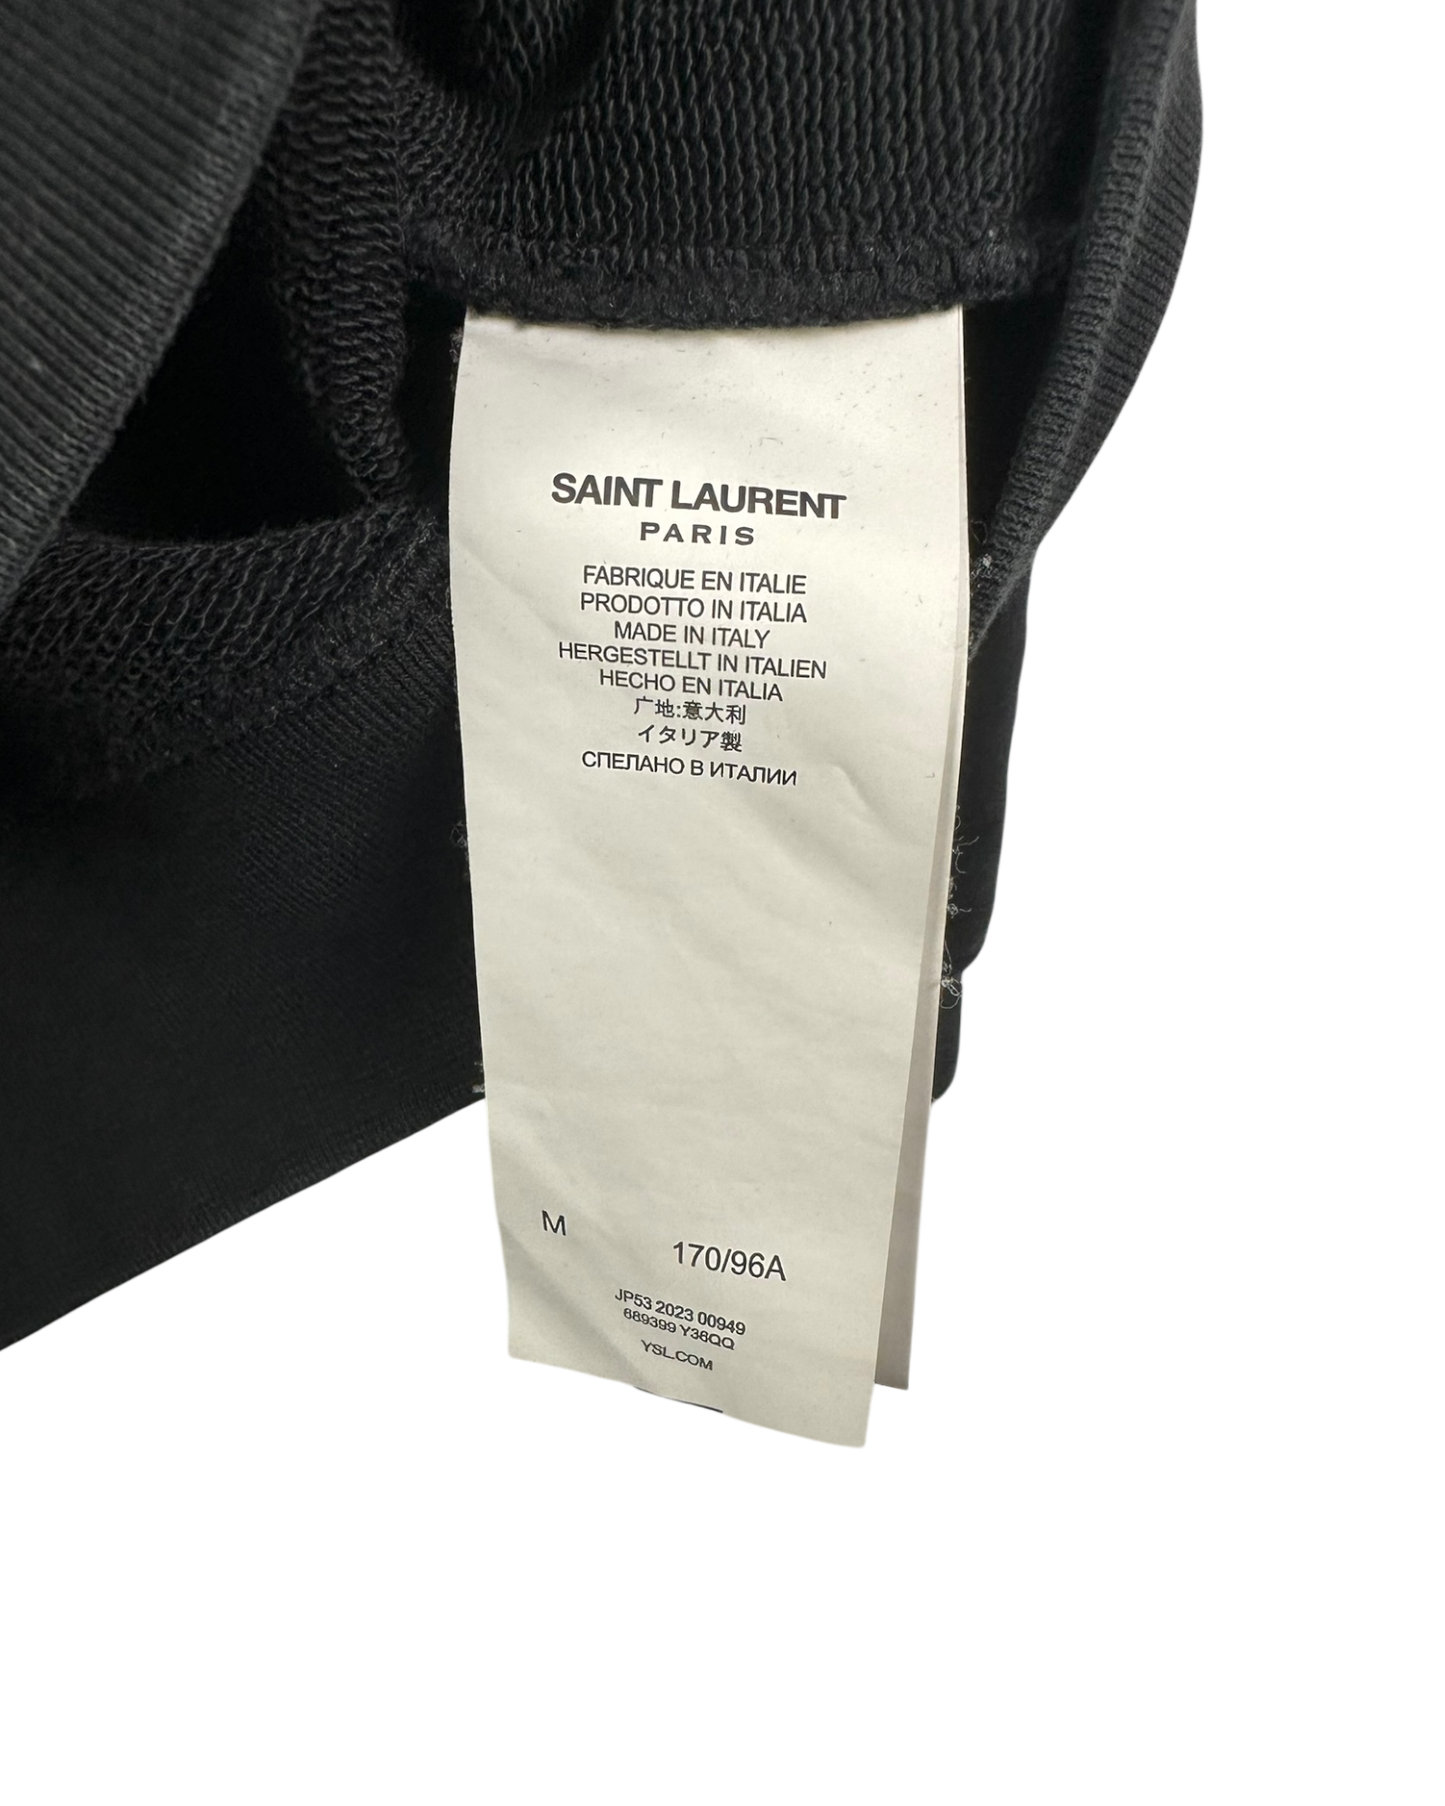 SAINT LAURENT
PARIS
FABRIQUE EN ITALIE
PRODOTTO IN ITALIA
MADE IN ITALY
HERGESTELLT IN ITALIEN
HECHO EN ITALIA
广地:意大利
イタリア製
СПЕЛАНО В ИТАЛИИ
M
170/96A
JP53 2023 00949
689399 Y36QQ
YSL.COM